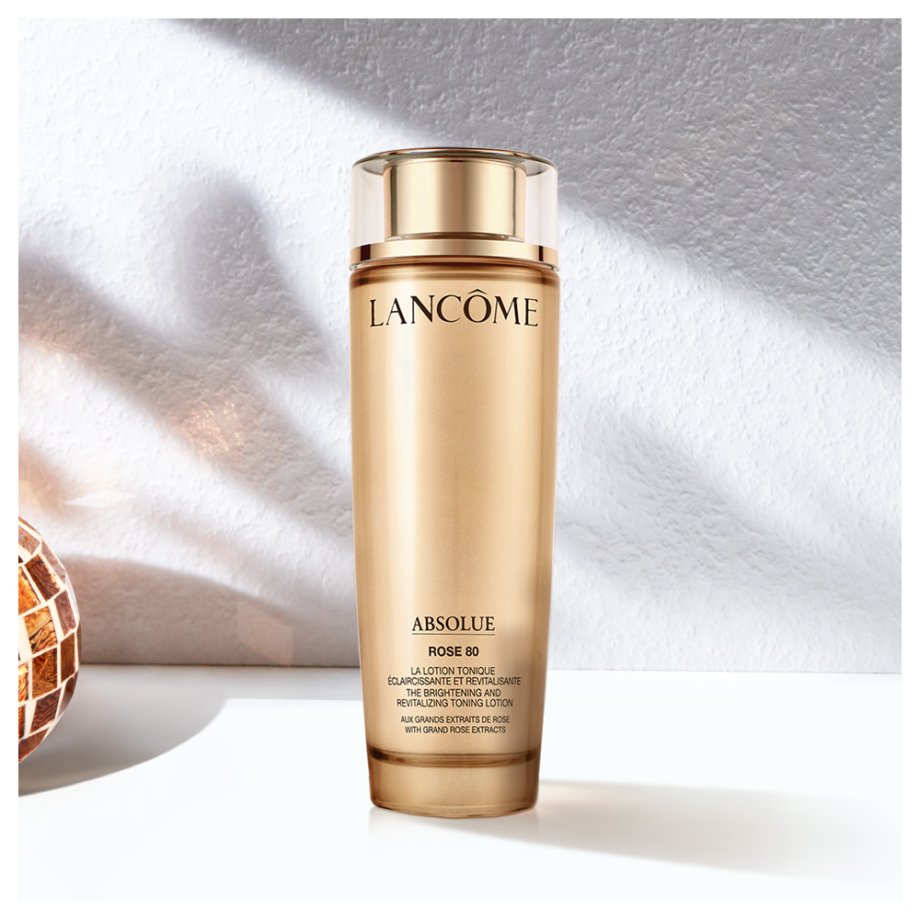 LANCÔME
ABSOLUE
ROSE 80
LA LOTION TONIQUE
ÉCLAIRCISSANTE ET REVITALISANTE
THE BRIGHTENING AND
REVITALIZING TONING LOTION
AUX GRANDS EXTRAITS DE ROSE
WITH GRAND ROSE EXTRACTS